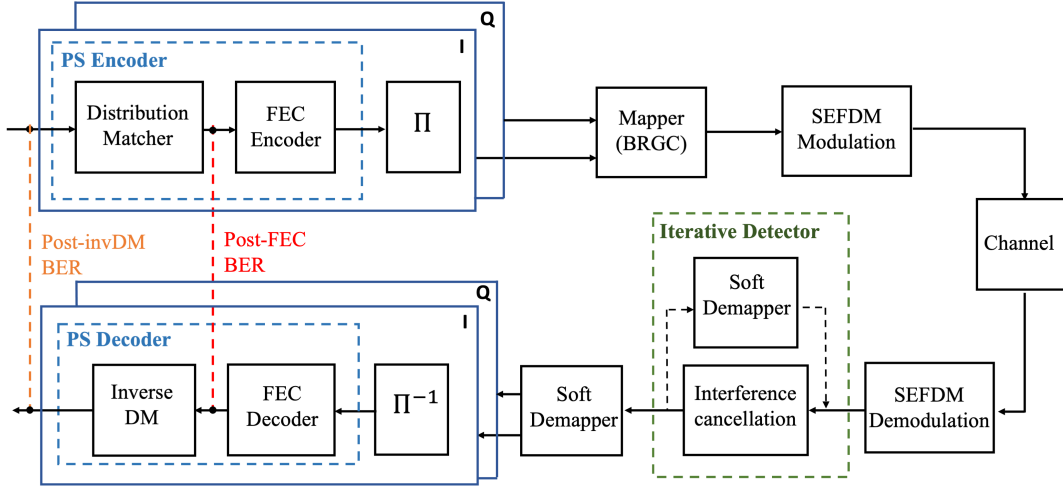 Q
I
PS Encoder
Distribution
Matcher
FEC
Encoder
Π
Mapper
(BRGC)
SEFDM
Modulation
Channel
Post-invDM
BER
Post-FEC
BER
Iterative Detector
Soft
Demapper
Q
I
PS Decoder
Inverse
DM
FEC
Decoder
Π⁻¹
Soft
Demapper
Interference
cancellation
SEFDM
Demodulation